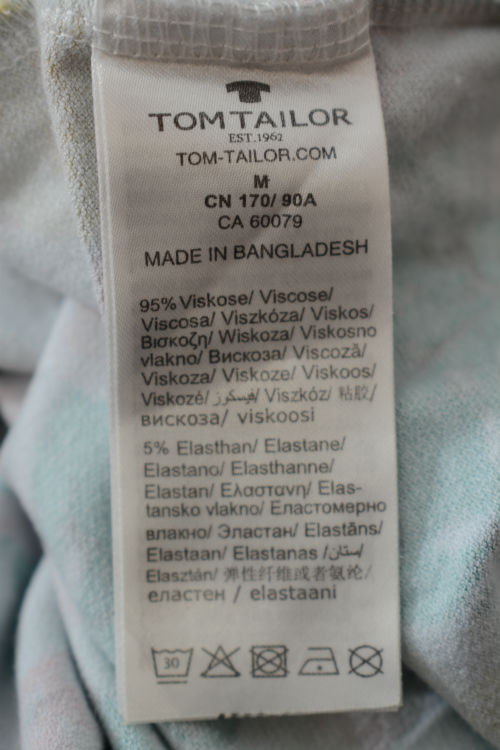 TOM TAILOR
EST.1962
TOM-TAILOR.COM
M
CN 170/ 90A
CA 60079
MADE IN BANGLADESH
95% Viskose/ Viscose/
Viscosa/ Viszkóza/ Viskos/
Βισκοζη/ Wiskoza/ Viskosno
vlakno/ Вискоза/ Viscoză/
Viskoza/ Viskoze/ Viskoos/
Viskozé/ فيسكوز/ Viszkóz/ 粘胶/
вискоза/ viskoosi
5% Elasthan/ Elastane/
Elastano/ Elasthanne/
Elastan/ Ελαστανη/ Elas-
tansko vlakno/ Еластомерно
влакно/ Эластан/ Elastāns/
Elastaan/ Elastanas /
Elasztán/ 弹性纤维或者氨纶/
еластен / elastaani
30